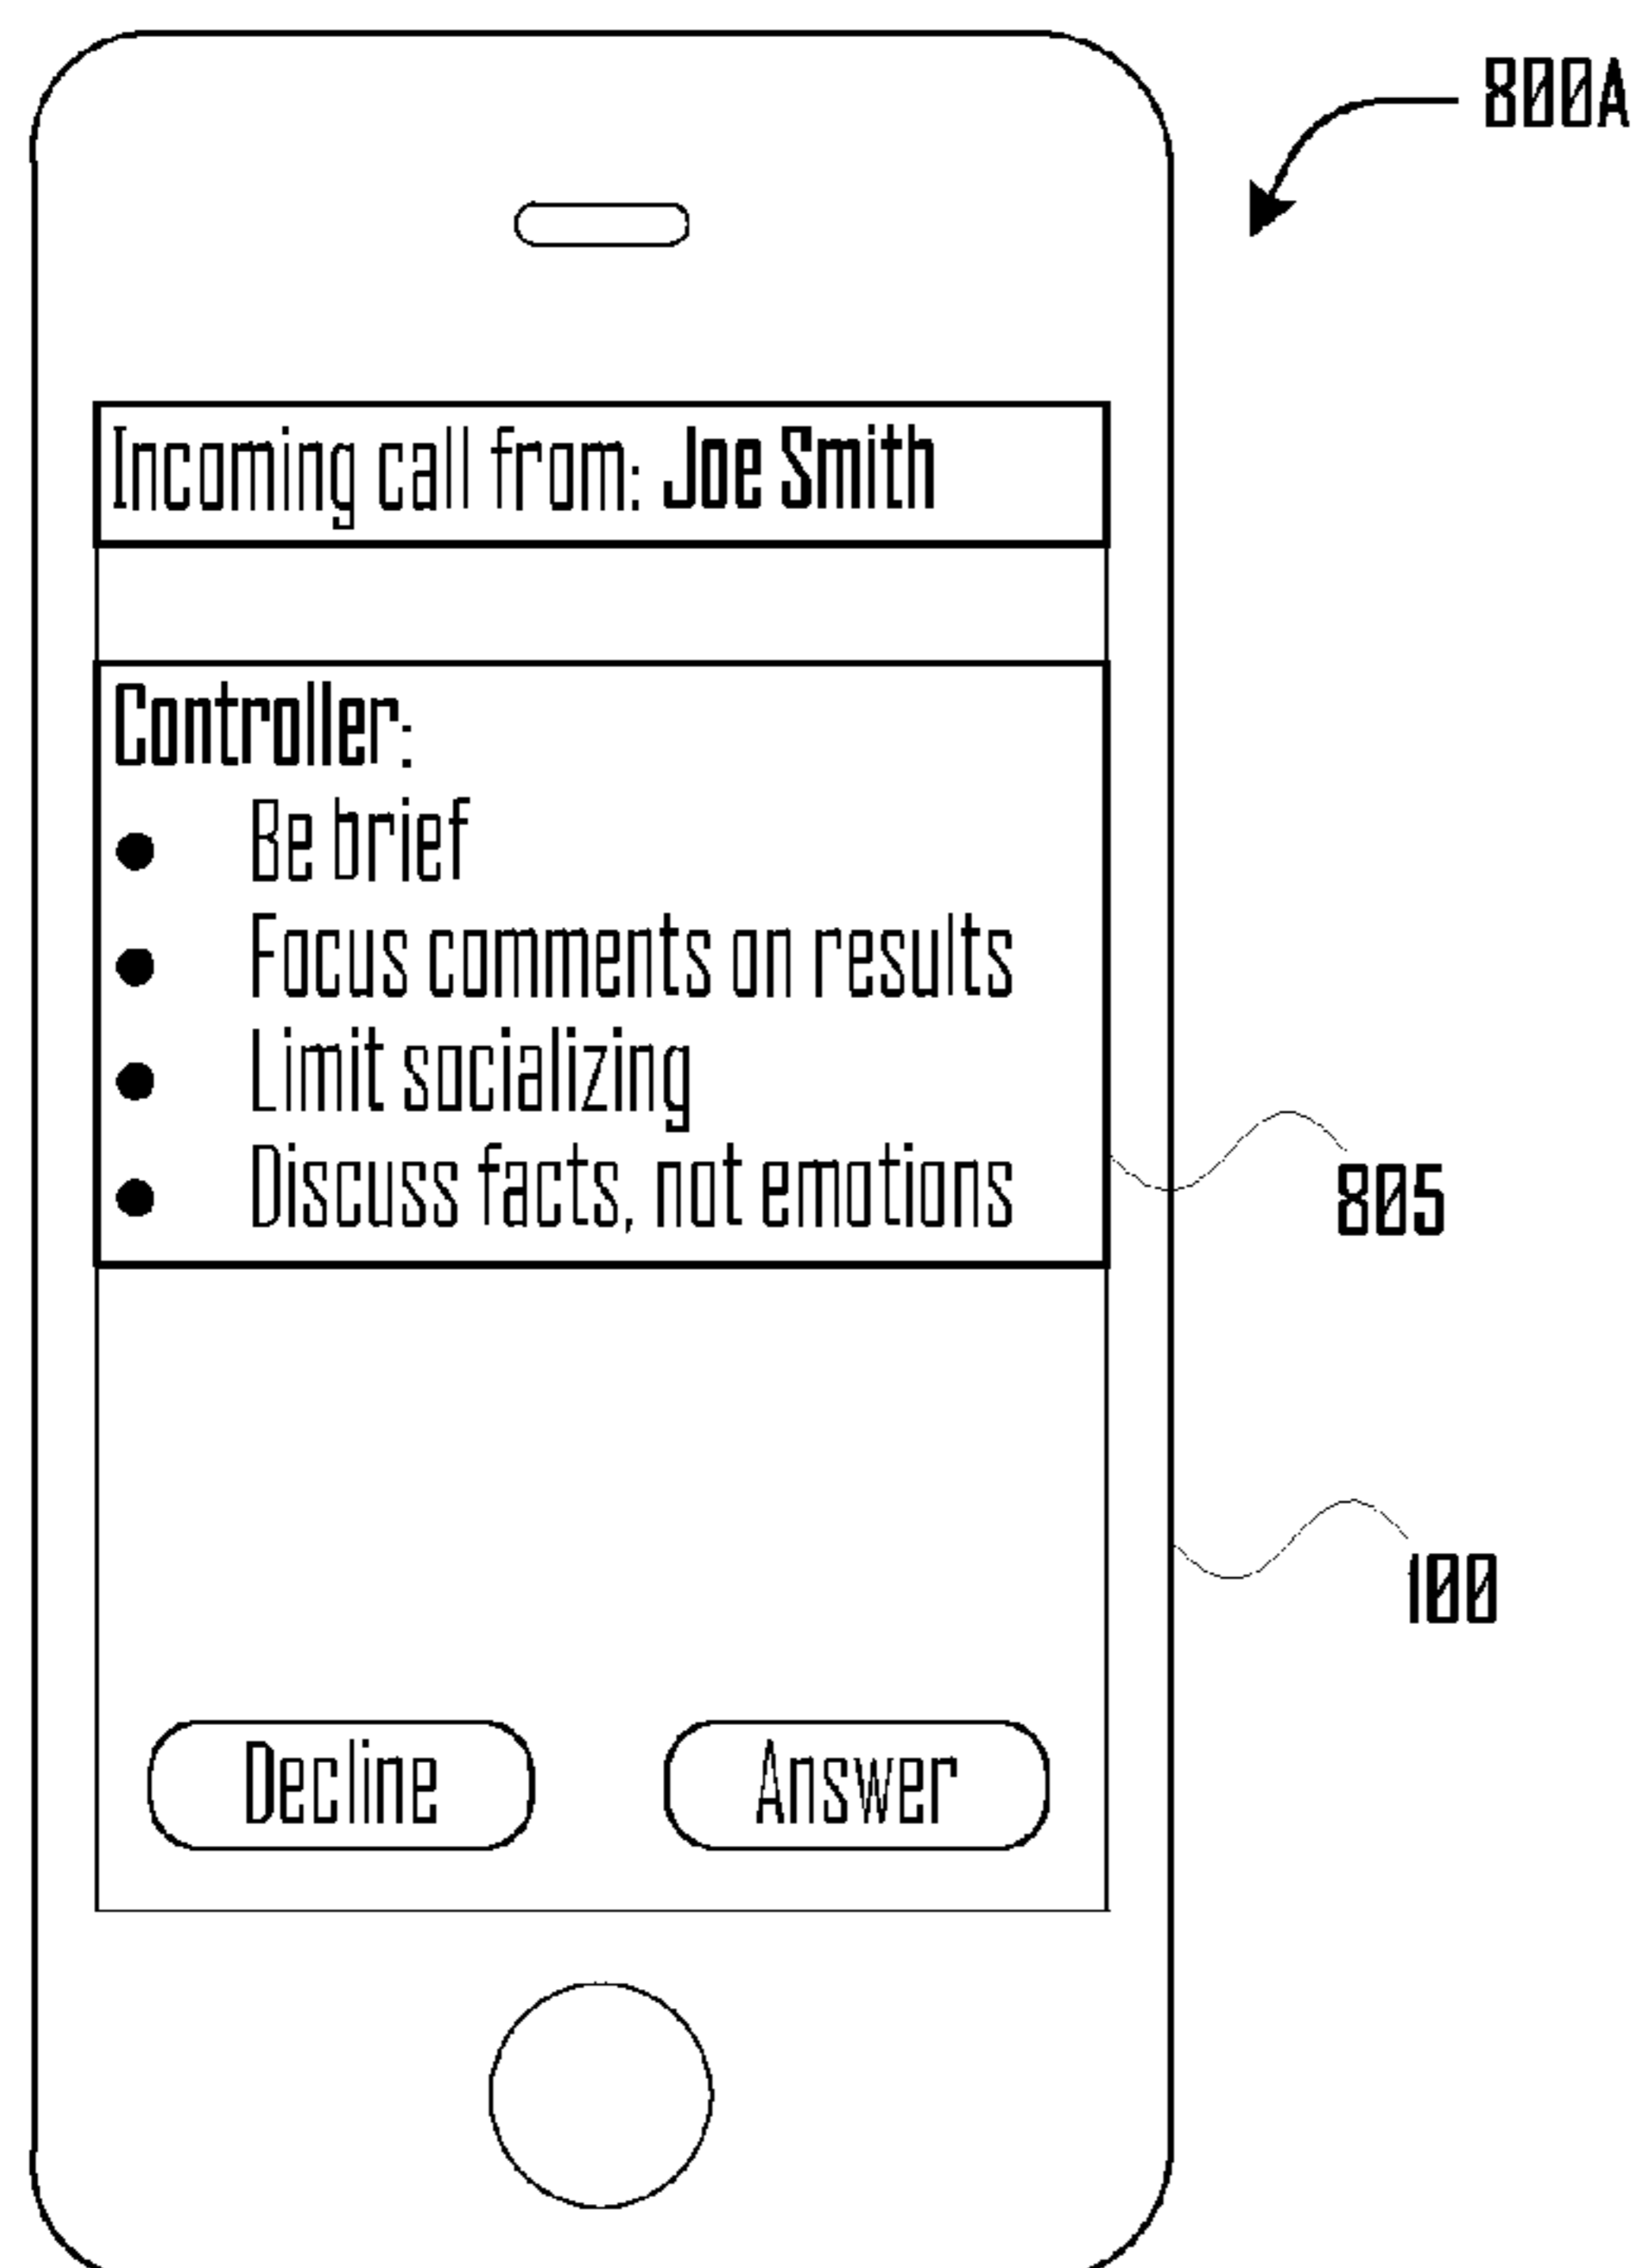 800A
Incoming call from: Joe Smith
Controller:
● Be brief
● Focus comments on results
● Limit socializing
● Discuss facts, not emotions
805
100
Decline
Answer